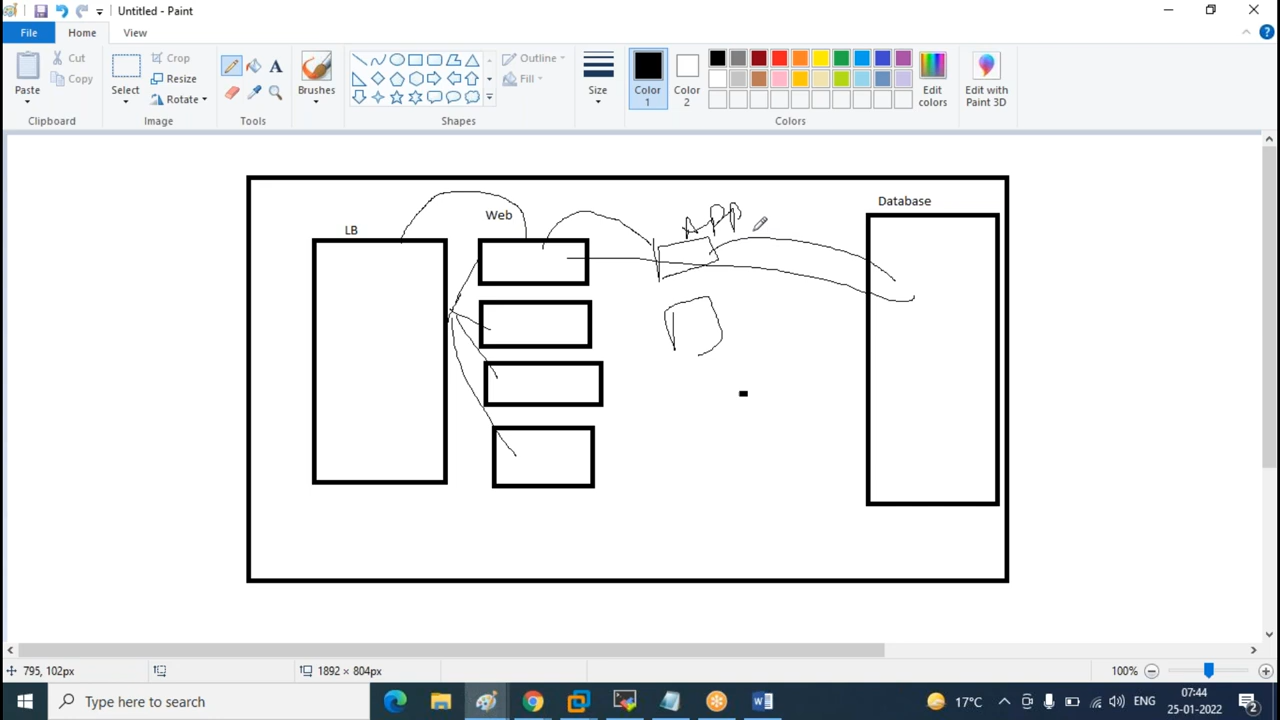 Untitled - Paint
File
Home
View
Paste
Cut
Copy
Clipboard
Select
Crop
Resize
Rotate
Image
A
Tools
Brushes
Shapes
Outline
Fill
Size
Color 1
Color 2
Edit colors
Edit with Paint 3D
Colors
LB
Web
APP
Database
795, 102px
1892 × 804px
100%
Type here to search
W
17°C
ENG
07:44
25-01-2022
2